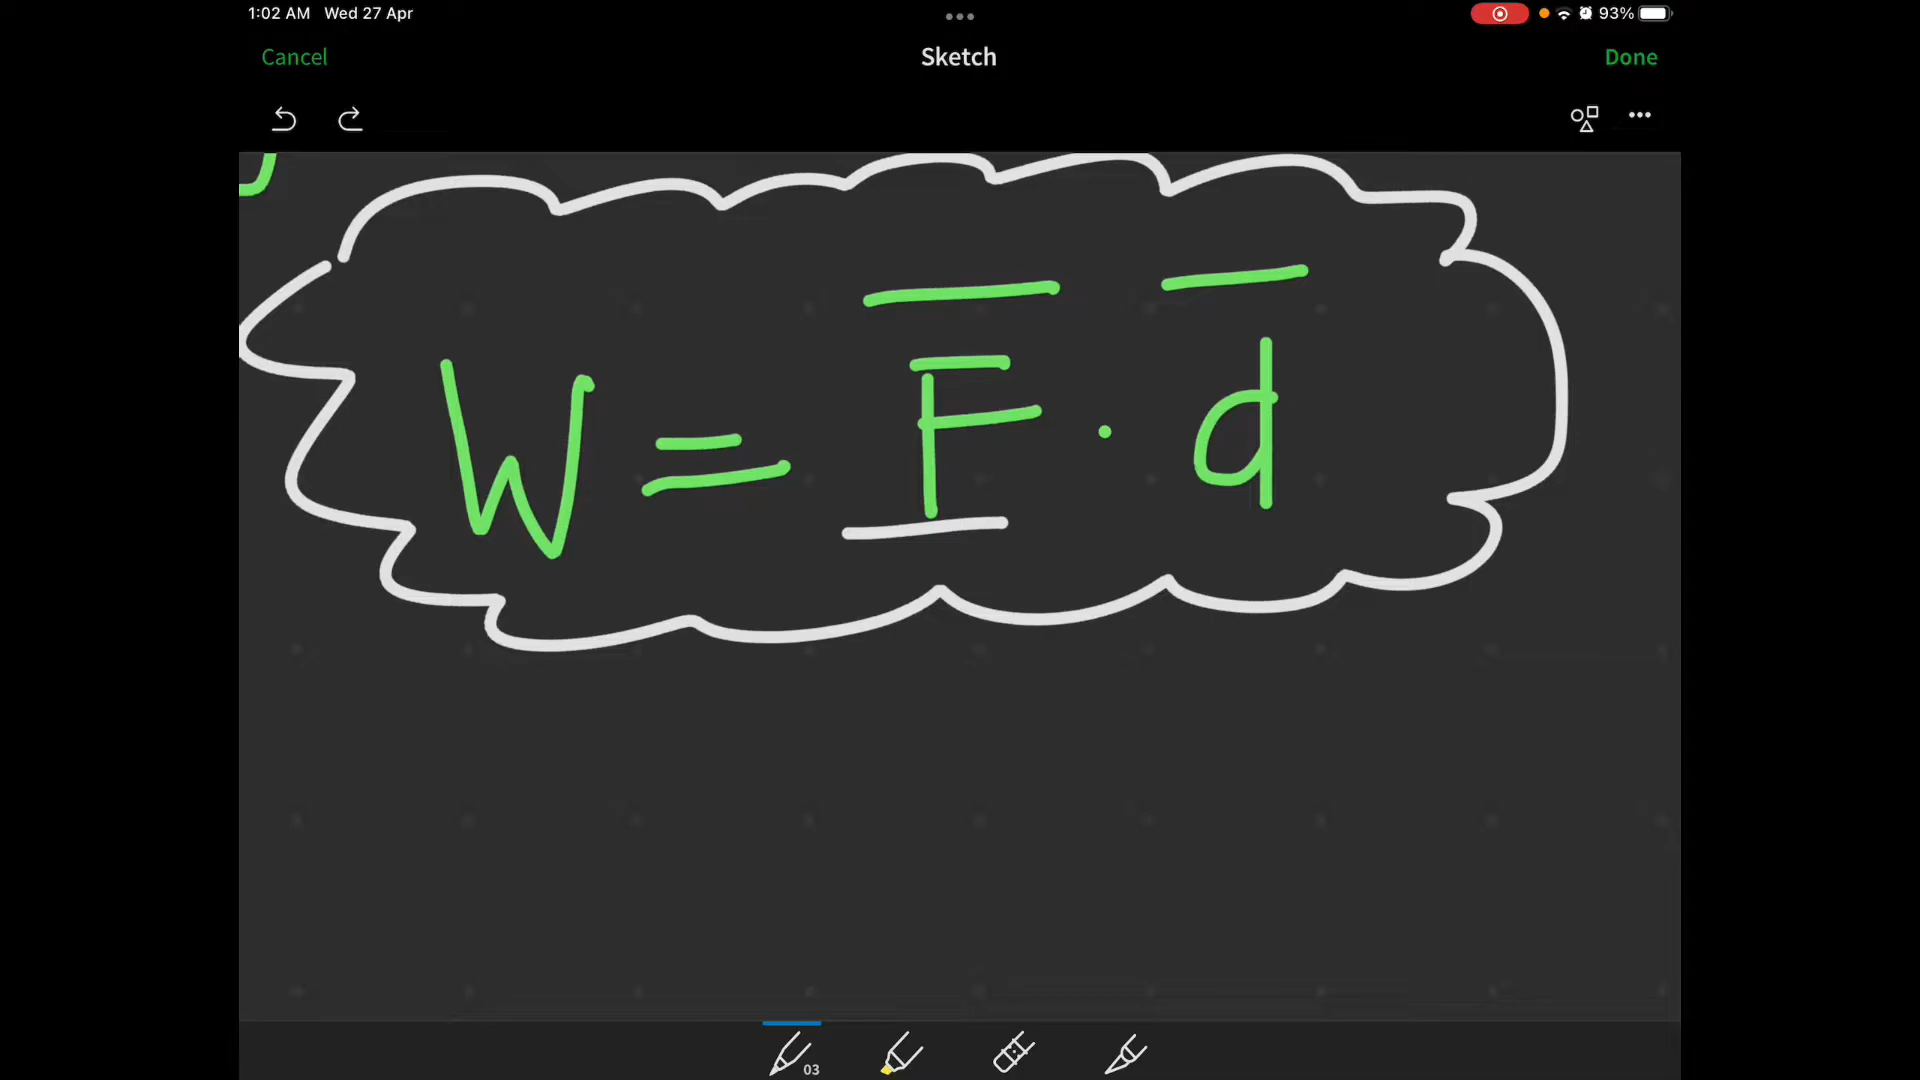 1:02 AM Wed 27 Apr 93%
Cancel Sketch Done
W = F̅ · d̅
03